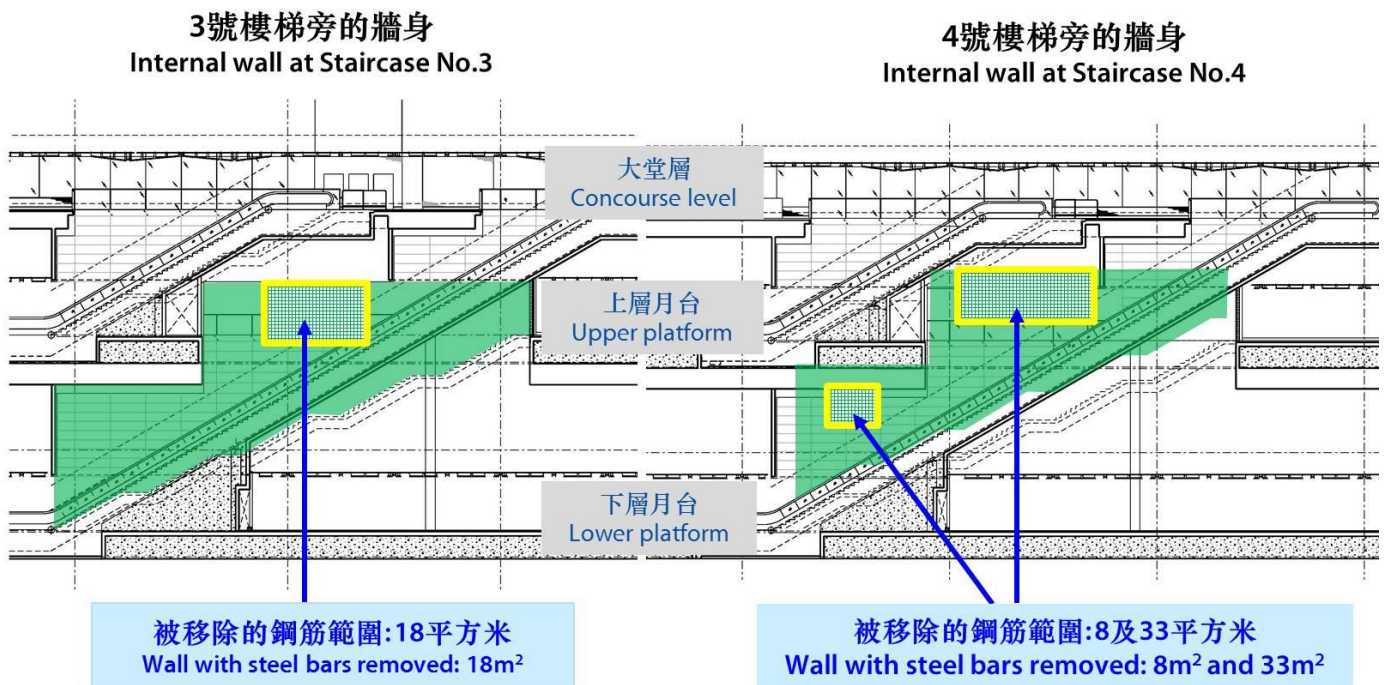 3號樓梯旁的牆身
Internal wall at Staircase No.3
4號樓梯旁的牆身
Internal wall at Staircase No.4
大堂層
Concourse level
上層月台
Upper platform
下層月台
Lower platform
被移除的鋼筋範圍:18平方米
Wall with steel bars removed: 18m²
被移除的鋼筋範圍:8及33平方米
Wall with steel bars removed: 8m² and 33m²